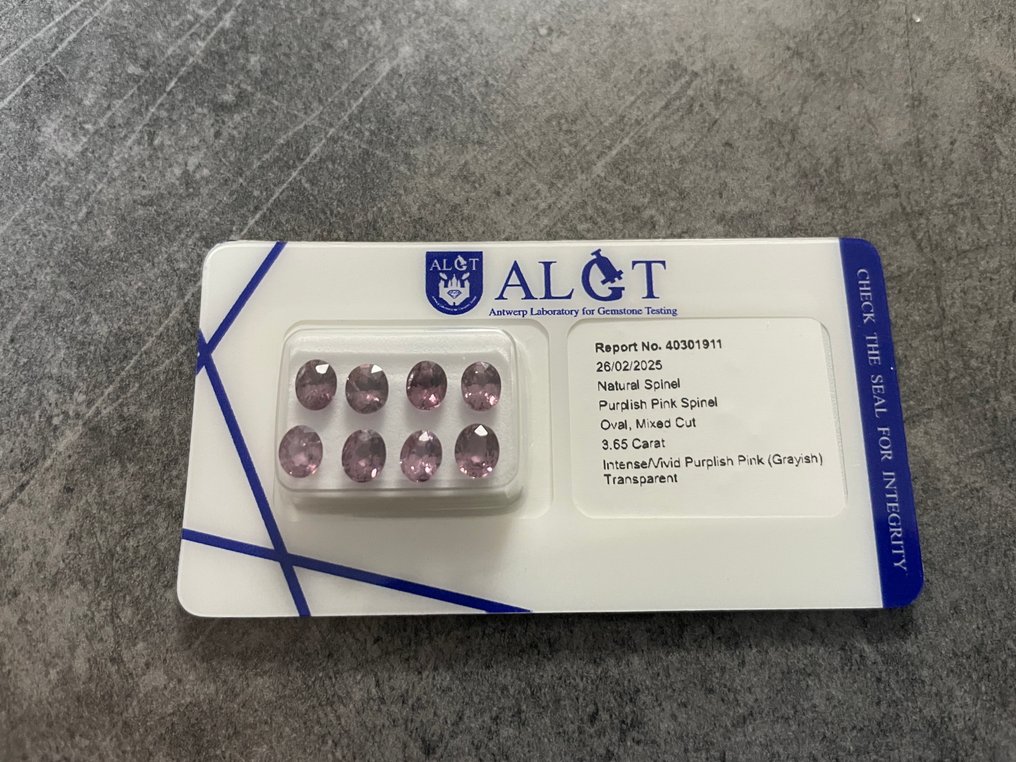 ALGT
ALGT
Antwerp Laboratory for Gemstone Testing
Report No. 40301911
26/02/2025
Natural Spinel
Purplish Pink Spinel
Oval, Mixed Cut
3.65 Carat
Intense/Vivid Purplish Pink (Grayish)
Transparent
CHECK THE SEAL FOR INTEGRITY